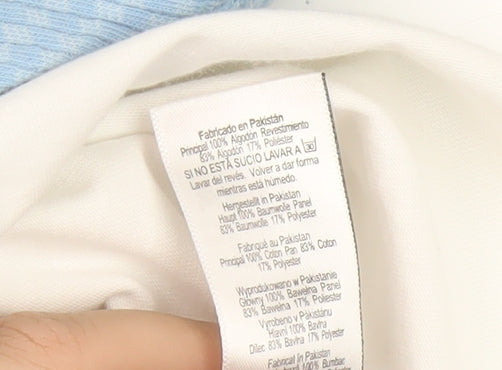 Fabricado en Pakistán
Principal 100% Algodon Revestimiento
83% Algodón 17% Poliéster
SI NO ESTÁ SUCIO LAVAR A 30
Lavar del revés. Volver a dar forma
mientras está húmedo.
Hergestellt in Pakistan
Haupt 100% Baumwolle Panel
83% Baumwolle 17% Polyester
Fabriqué au Pakistan
Principal 100% Coton Pan 83% Coton
17% Polyester
Wyprodukowano w Pakistanie
Główny 100% Bawełna Panel
83% Bawełna 17% Poliester
Vyrobeno v Pákistánu
Hlavní 100% Bavlna
Dílec 83% Bavlna 17% Polyester
Fabricat în Pakistan
100% Bumbac